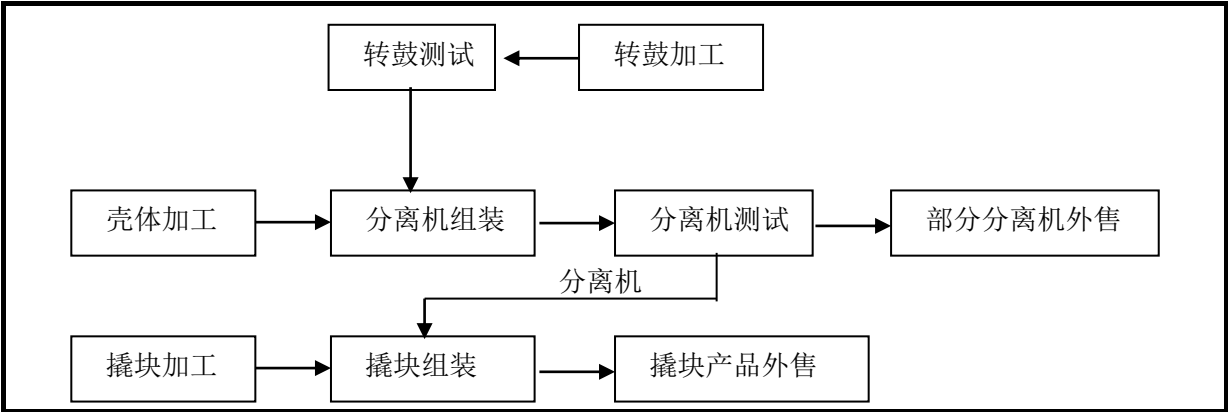 转鼓测试
转鼓加工
壳体加工
分离机组装
分离机测试
部分分离机外售
分离机
撬块加工
撬块组装
撬块产品外售